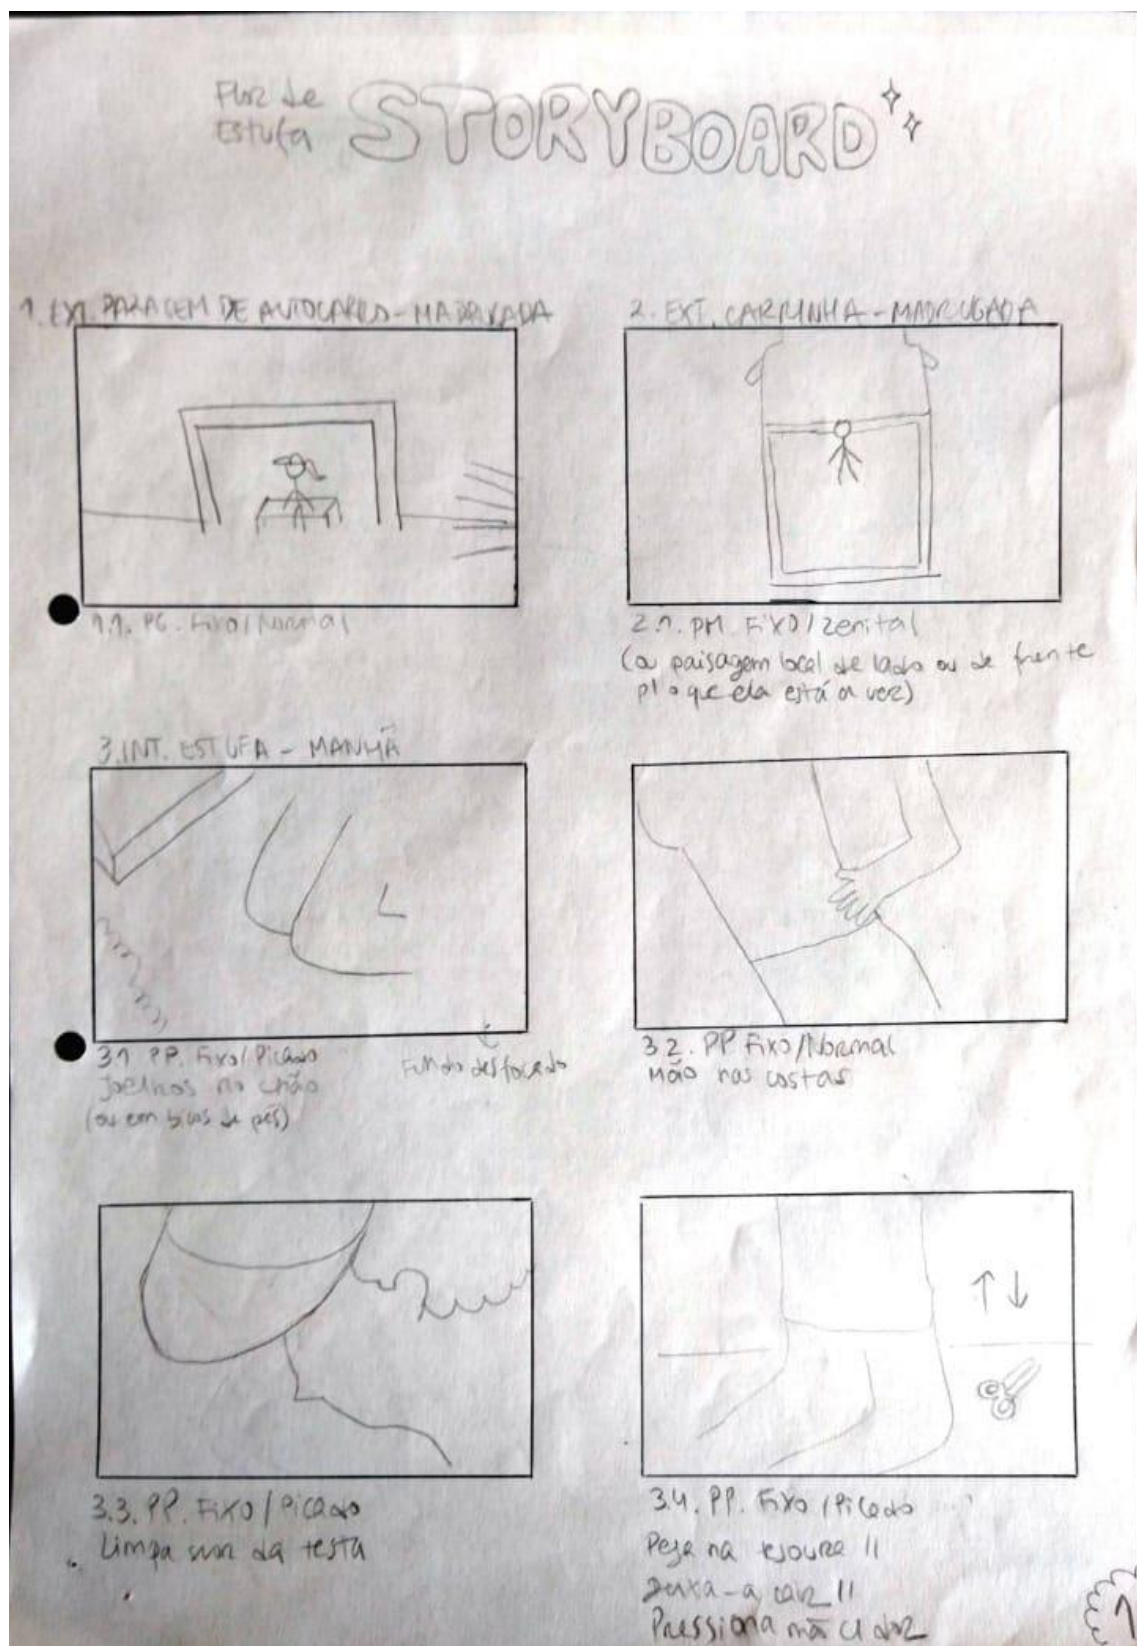 Flor de
Estufa
STORYBOARD
1. EXT. PARAGEM DE AUTOCARRO - MADRUGADA
2. EXT. CARRINHA - MADRUGADA
1.1. PG. Fixo/Normal
2.1. PM. FIXO/Zenital
(ou paisagem local de lado ou de frente
p/ o que ela está a ver)
3. INT. ESTUFA - MANHÃ
3.1 PP. Fixo/Picado
Joelhos no chão
(ou em bicos de pés)
Fundo desfocado
3.2. PP Fixo/Normal
Mão nas costas
3.3. PP. Fixo/Picado
Limpa suor da testa
3.4. PP. Fixo/Picado
Pega na tesoura //
Deixa-a cair //
Pressiona mão c/ dor
1